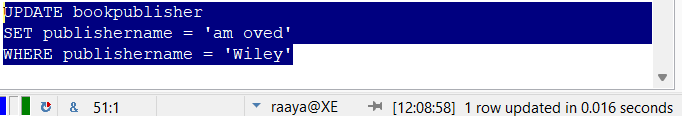 UPDATE bookpublisher
SET publishername = 'am oved'
WHERE publishername = 'Wiley'
& 51:1 raaya@XE [12:08:58] 1 row updated in 0.016 seconds